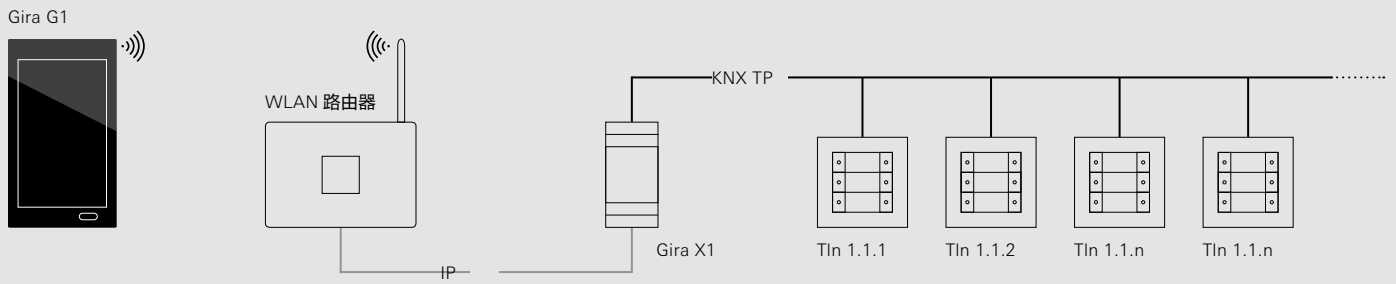 Gira G1
WLAN 路由器
KNX TP
IP
Gira X1
Tln 1.1.1
Tln 1.1.2
Tln 1.1.n
Tln 1.1.n